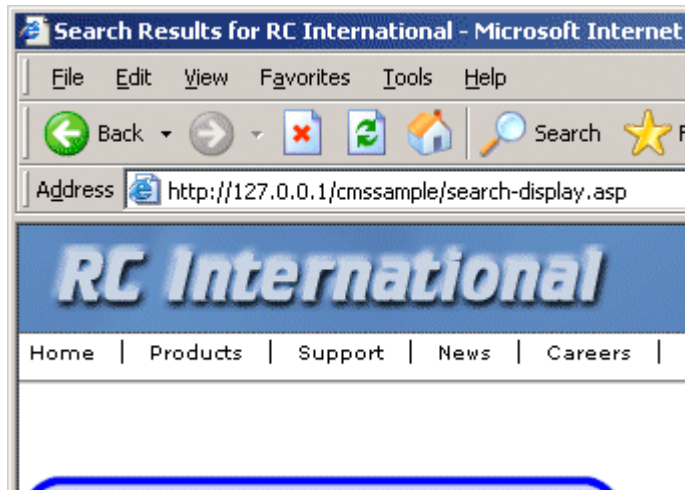 Search Results for RC International - Microsoft Internet
File Edit View Favorites Tools Help
Back Search F
Address http://127.0.0.1/cmssample/search-display.asp
RC International
Home | Products | Support | News | Careers |